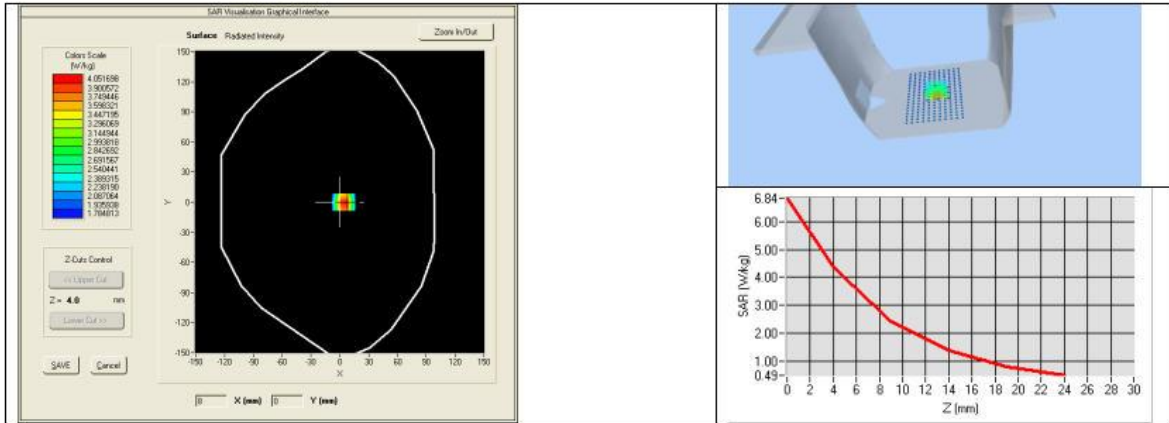 SAR Visualisation Graphical Interface
Surface Radiated Intensity
Zoom In/Out
Colors Scale
(W/kg)
4.051698
3.900572
3.749446
3.598321
3.447195
3.296069
3.144944
2.993818
2.842692
2.691567
2.540441
2.389315
2.238190
2.087064
1.935938
1.784813
Z-Cuts Control
<< Upper Cut
Z = 4.0 mm
Lower Cut >>
SAVE Cancel
150-
120-
90-
60-
30-
0-
-30-
-60-
-90-
-120-
-150-
Y
-150 -120 -90 -60 -30 0 30 60 90 120 150
X
X (mm) 0 Y (mm)
6.84
6.00
5.00
4.00
3.00
2.00
1.00
0.49
SAR (W/kg)
0 2 4 6 8 10 12 14 16 18 20 22 24 26 28 30
Z (mm)